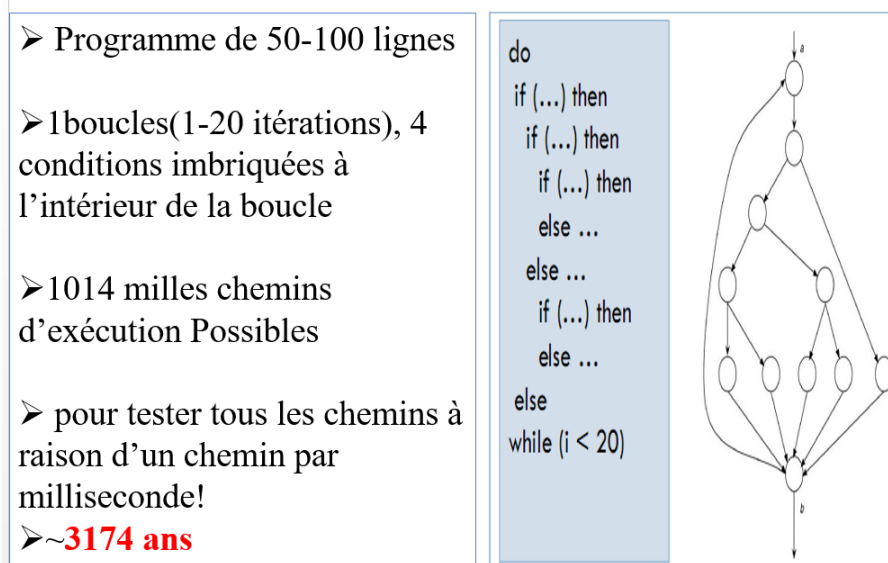 ➢ Programme de 50-100 lignes
➢1boucles(1-20 itérations), 4
conditions imbriquées à
l’intérieur de la boucle
➢1014 milles chemins
d’exécution Possibles
➢ pour tester tous les chemins à
raison d’un chemin par
milliseconde!
➢~3174 ans
do
if (...) then
if (...) then
if (...) then
else ...
else ...
if (...) then
else ...
else
while (i < 20)
a
b